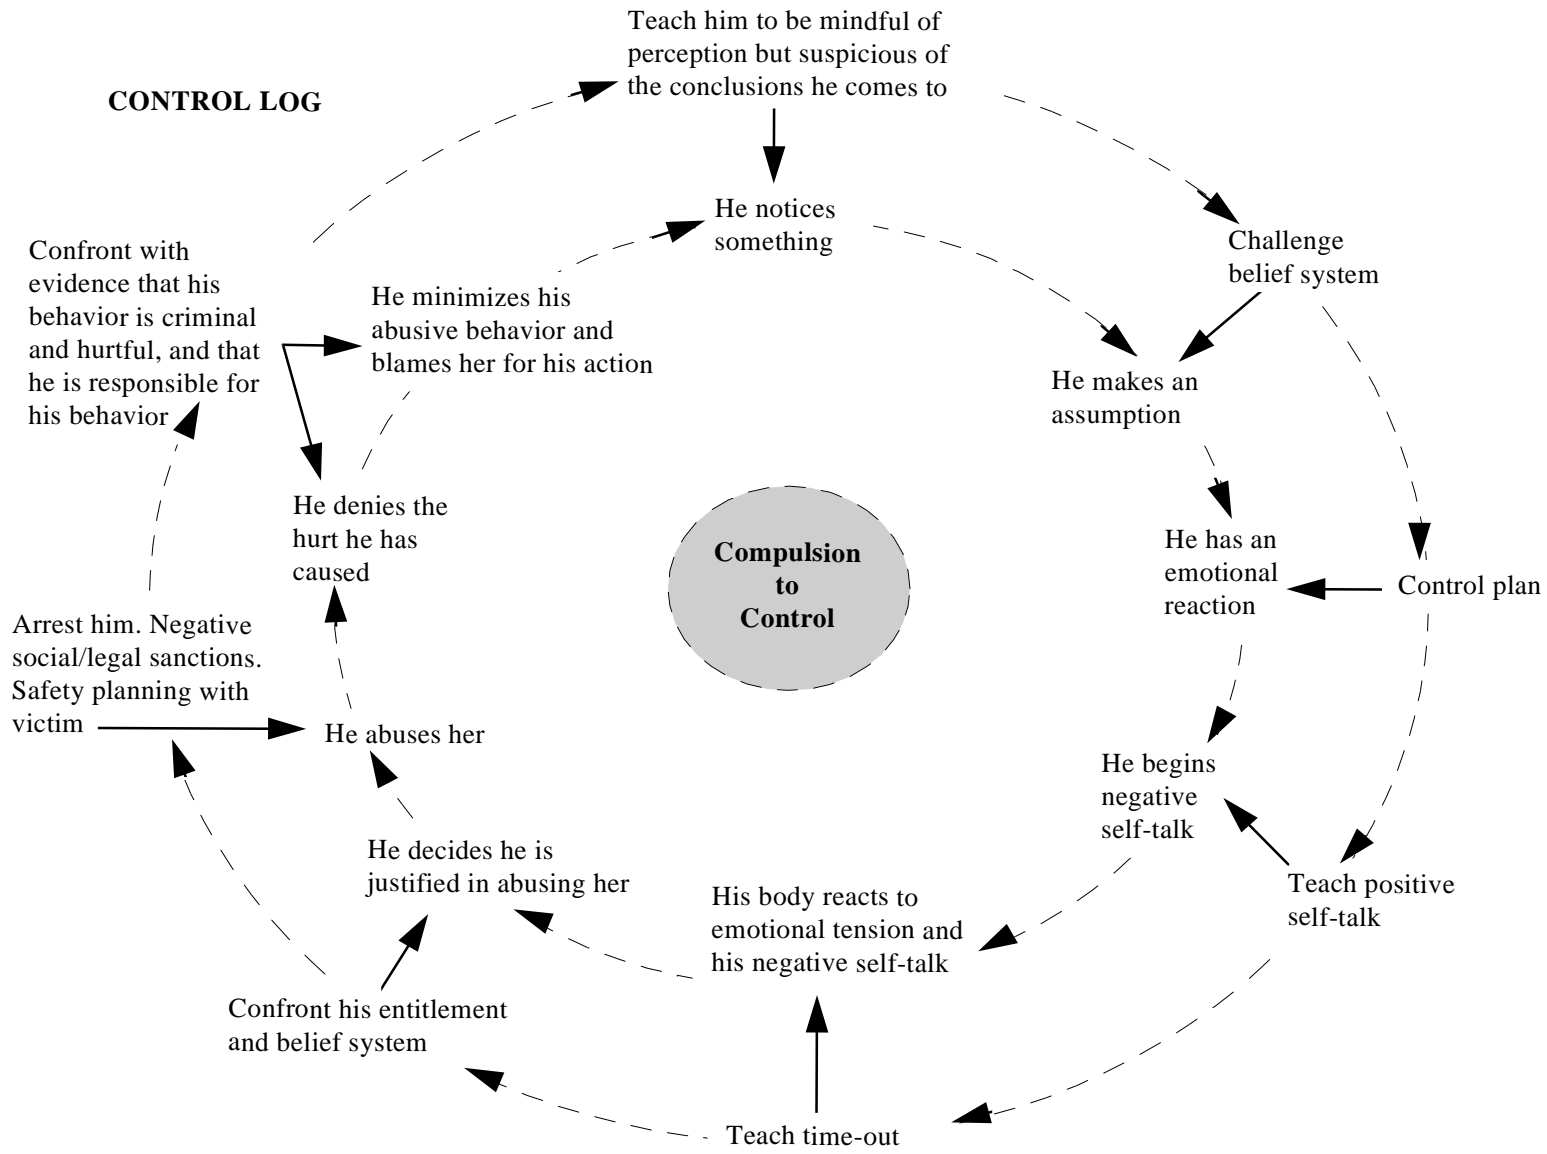 CONTROL LOG
Teach him to be mindful of
perception but suspicious of
the conclusions he comes to
He notices
something
Challenge
belief system
He makes an
assumption
He has an
emotional
reaction
Control plan
He begins
negative
self-talk
Teach positive
self-talk
His body reacts to
emotional tension and
his negative self-talk
Teach time-out
He decides he is
justified in abusing her
Confront his entitlement
and belief system
He abuses her
Arrest him. Negative
social/legal sanctions.
Safety planning with
victim
He denies the
hurt he has
caused
He minimizes his
abusive behavior and
blames her for his action
Confront with
evidence that his
behavior is criminal
and hurtful, and that
he is responsible for
his behavior
Compulsion
to
Control